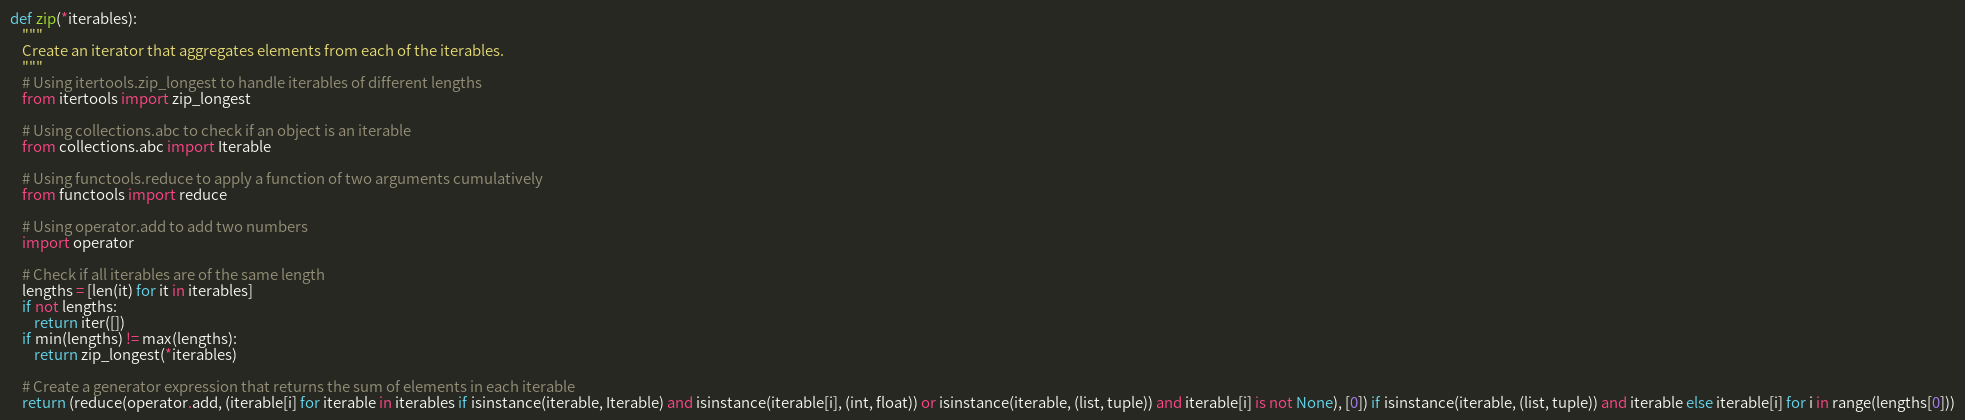 def zip(*iterables):
    """
    Create an iterator that aggregates elements from each of the iterables.
    """
    # Using itertools.zip_longest to handle iterables of different lengths
    from itertools import zip_longest

    # Using collections.abc to check if an object is an iterable
    from collections.abc import Iterable

    # Using functools.reduce to apply a function of two arguments cumulatively
    from functools import reduce

    # Using operator.add to add two numbers
    import operator

    # Check if all iterables are of the same length
    lengths = [len(it) for it in iterables]
    if not lengths:
        return iter([])
    if min(lengths) != max(lengths):
        return zip_longest(*iterables)

    # Create a generator expression that returns the sum of elements in each iterable
    return (reduce(operator.add, (iterable[i] for iterable in iterables if isinstance(iterable, Iterable) and isinstance(iterable[i], (int, float)) or isinstance(iterable, (list, tuple)) and iterable[i] is not None), [0]) if isinstance(iterable, (list, tuple)) and iterable else iterable[i] for i in range(lengths[0]))